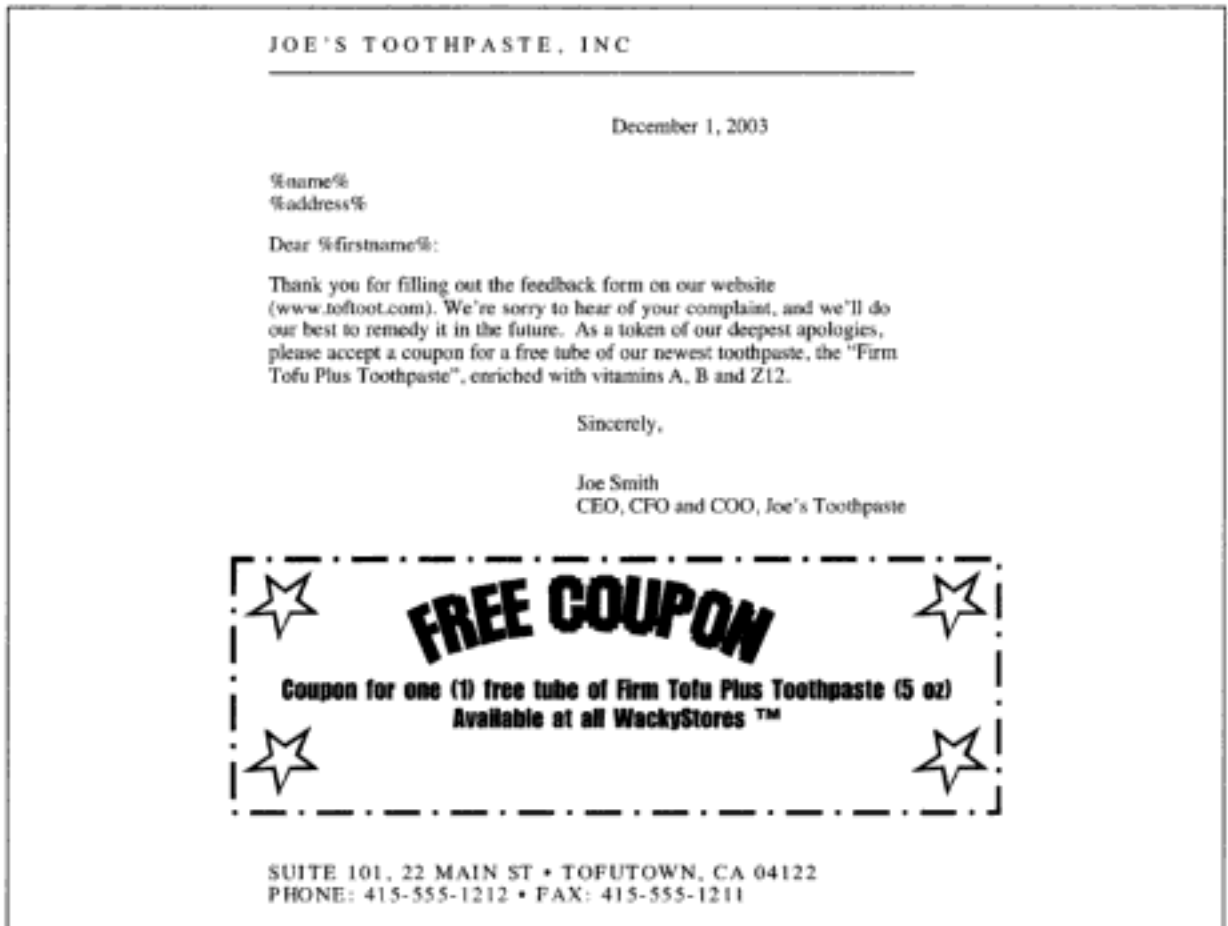 JOE'S TOOTHPASTE, INC
December 1, 2003
%name%
%address%
Dear %firstname%:
Thank you for filling out the feedback form on our website
(www.toftoot.com). We're sorry to hear of your complaint, and we'll do
our best to remedy it in the future.  As a token of our deepest apologies,
please accept a coupon for a free tube of our newest toothpaste, the "Firm
Tofu Plus Toothpaste", enriched with vitamins A, B and Z12.
Sincerely,
Joe Smith
CEO, CFO and COO, Joe's Toothpaste
FREE COUPON
Coupon for one (1) free tube of Firm Tofu Plus Toothpaste (5 oz)
Available at all WackyStores ™
SUITE 101, 22 MAIN ST • TOFUTOWN, CA 04122
PHONE: 415-555-1212 • FAX: 415-555-1211